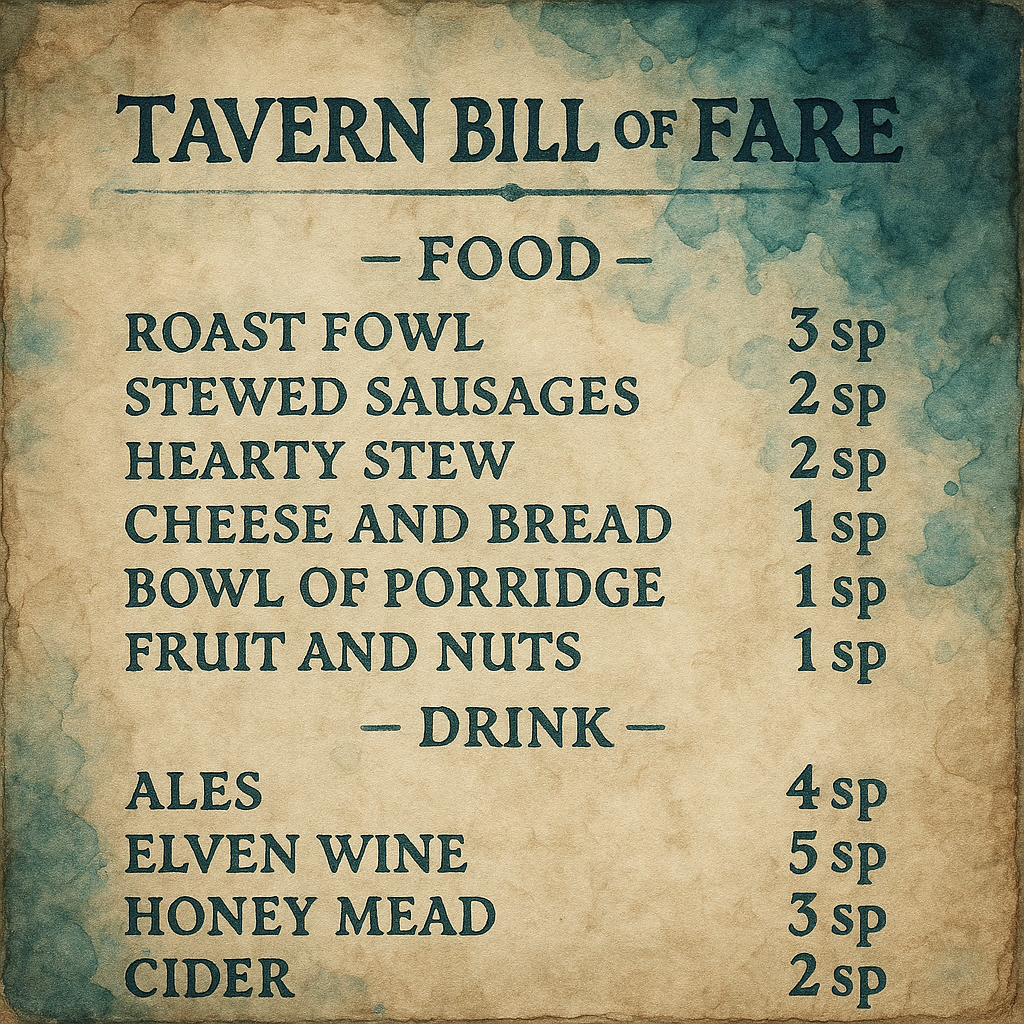 TAVERN BILL OF FARE
– FOOD –
ROAST FOWL 3 sp
STEWED SAUSAGES 2 sp
HEARTY STEW 2 sp
CHEESE AND BREAD 1 sp
BOWL OF PORRIDGE 1 sp
FRUIT AND NUTS 1 sp
– DRINK –
ALES 4 sp
ELVEN WINE 5 sp
HONEY MEAD 3 sp
CIDER 2 sp